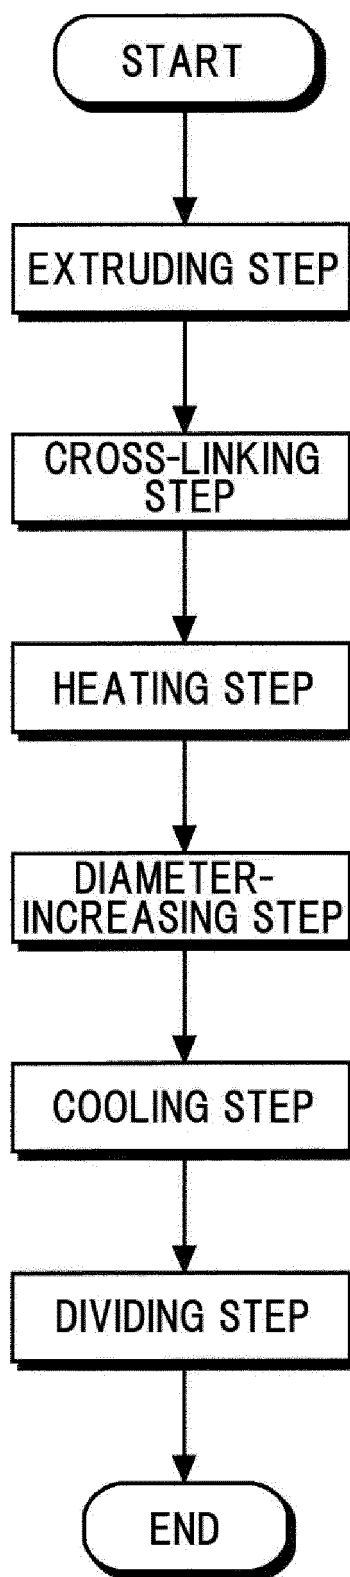 START
EXTRUDING STEP
CROSS-LINKING
STEP
HEATING STEP
DIAMETER-
INCREASING STEP
COOLING STEP
DIVIDING STEP
END